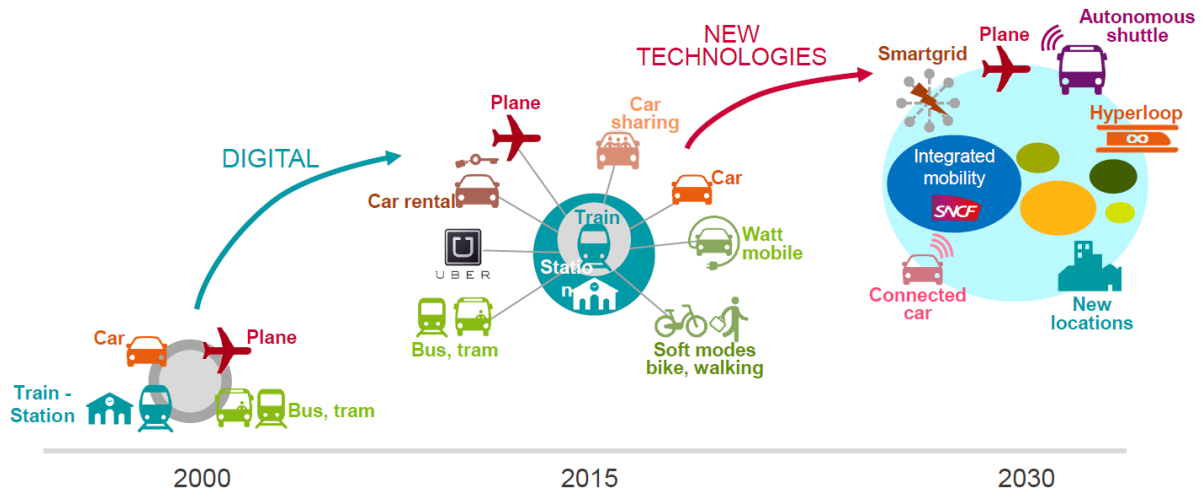 DIGITAL
NEW
TECHNOLOGIES
Car
Plane
Train -
Station
Bus, tram
Plane
Car
sharing
Car rental
Car
Train
Statio
n
U
UBER
Watt
mobile
Bus, tram
Soft modes
bike, walking
Smartgrid
Plane
Autonomous
shuttle
Hyperloop
Integrated
mobility
SNCF
Connected
car
New
locations
2000
2015
2030